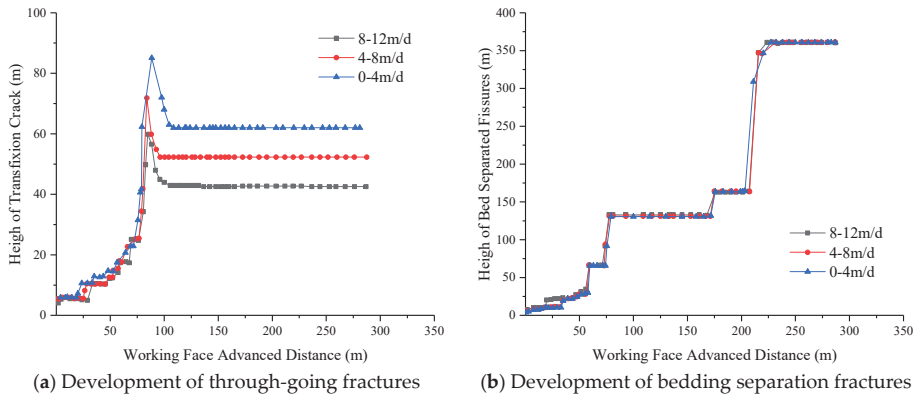 (a)
100
80
60
40
20
0
Heigh of Transfixion Crack (m)
8-12m/d
4-8m/d
0-4m/d
50
100
150
200
250
300
350
Working Face Advanced Distance (m)
(a) Development of through-going fractures
(b)
400
350
300
250
200
150
100
50
0
Heigh of Bed Separated Fissures (m)
8-12m/d
4-8m/d
0-4m/d
50
100
150
200
250
300
350
Working Face Advanced Distance (m)
(b) Development of bedding separation fractures